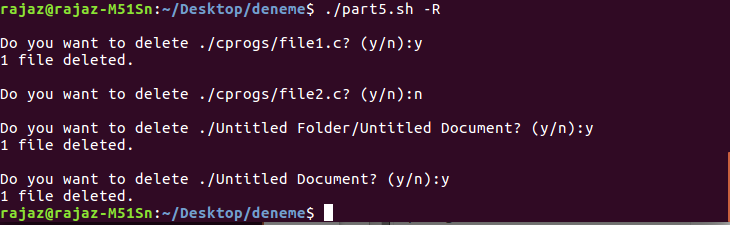 rajaz@rajaz-M51Sn:~/Desktop/deneme$ ./part5.sh -R
Do you want to delete ./cprogs/file1.c? (y/n):y
1 file deleted.
Do you want to delete ./cprogs/file2.c? (y/n):n
Do you want to delete ./Untitled Folder/Untitled Document? (y/n):y
1 file deleted.
Do you want to delete ./Untitled Document? (y/n):y
1 file deleted.
rajaz@rajaz-M51Sn:~/Desktop/deneme$